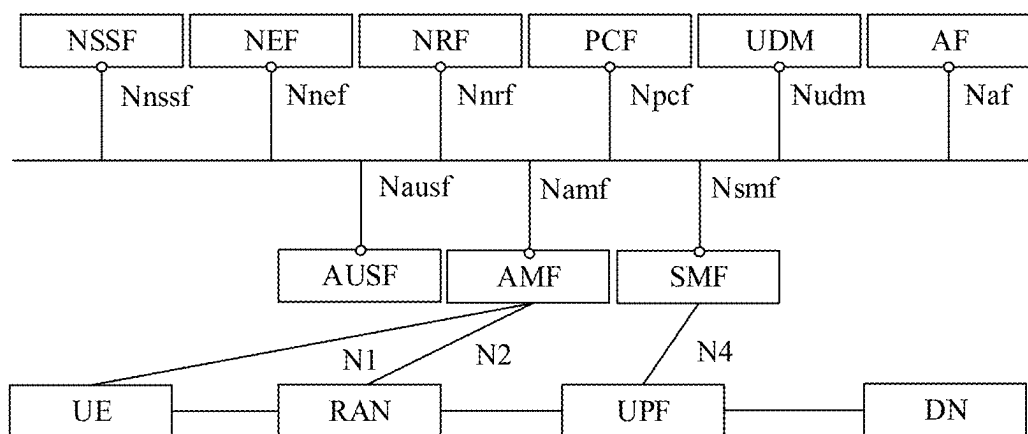 NSSF NEF NRF PCF UDM AF
Nnssf Nnef Nnrf Npcf Nudm Naf
Nausf Namf Nsmf
AUSF AMF SMF
N1 N2 N4
UE RAN UPF DN